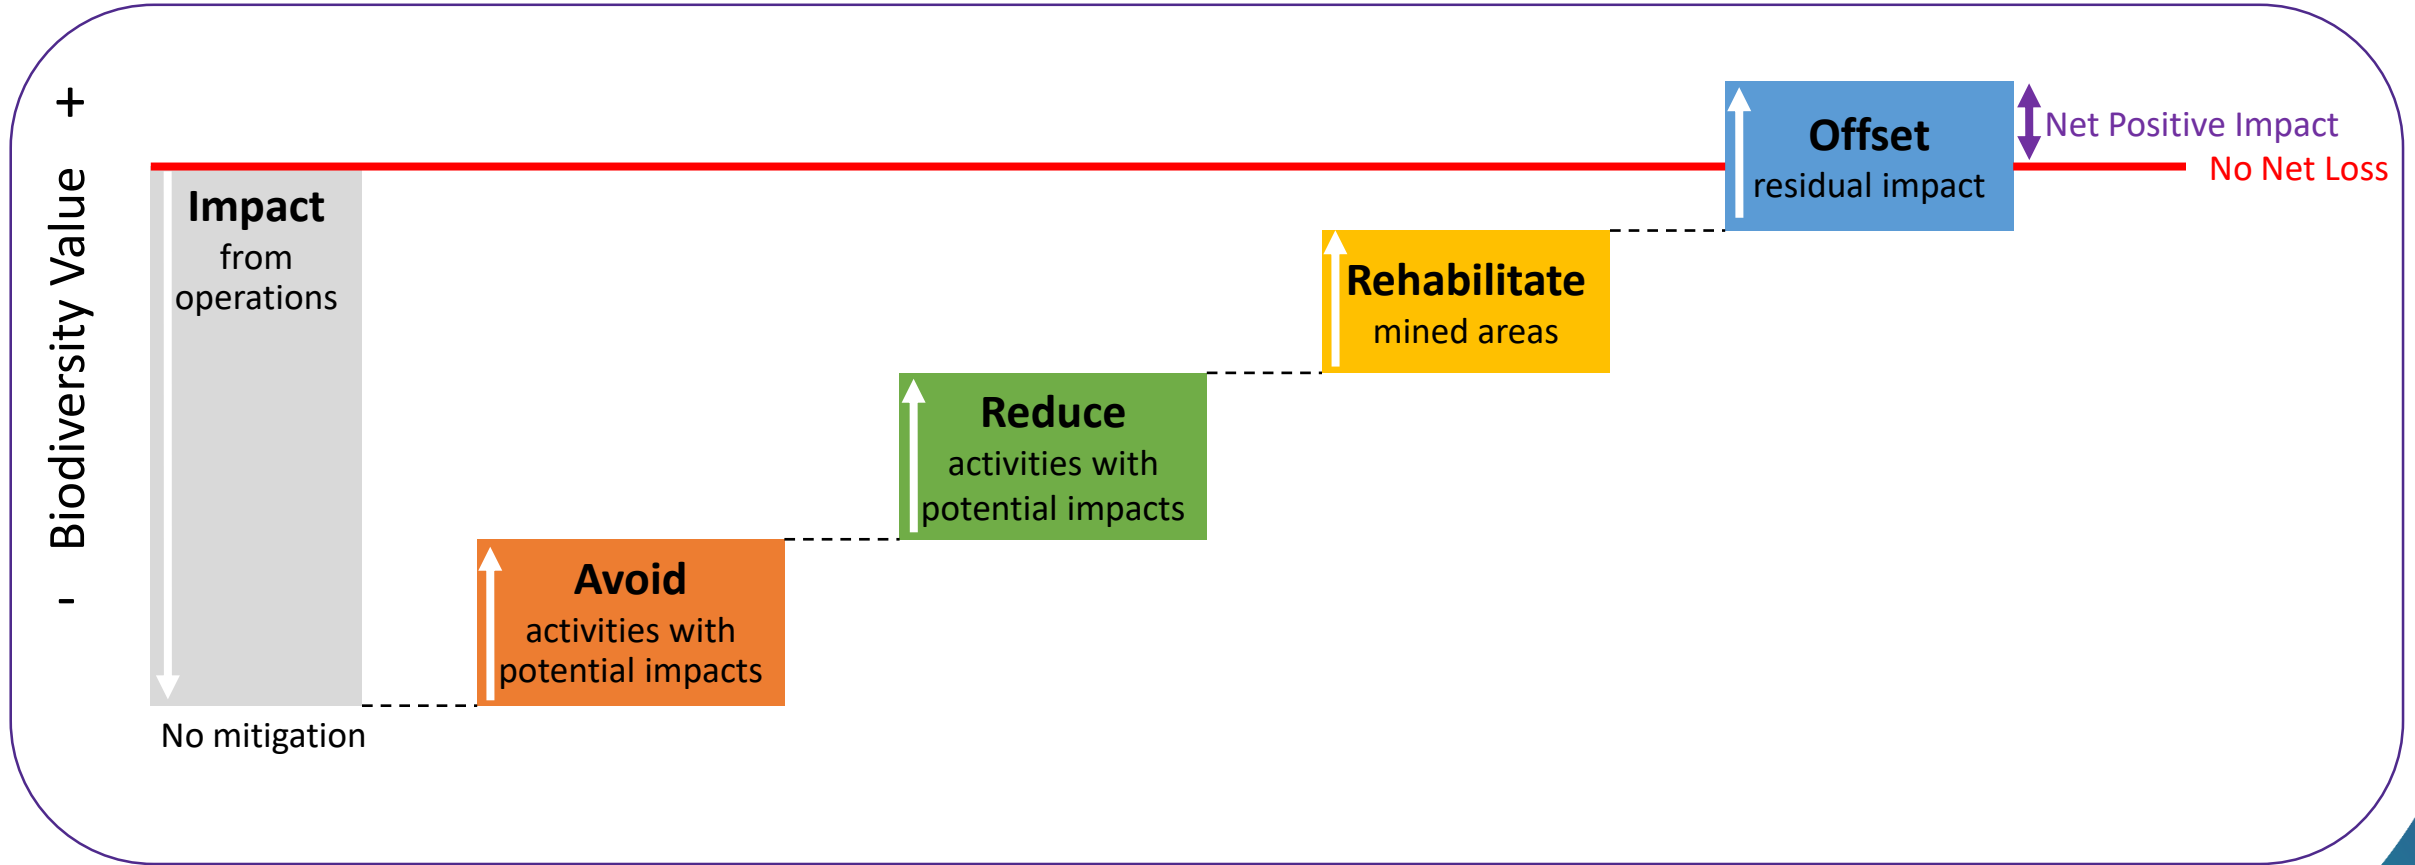 - Biodiversity Value +
Impact
from
operations
No mitigation
Avoid
activities with
potential impacts
Reduce
activities with
potential impacts
Rehabilitate
mined areas
Offset
residual impact
Net Positive Impact
No Net Loss